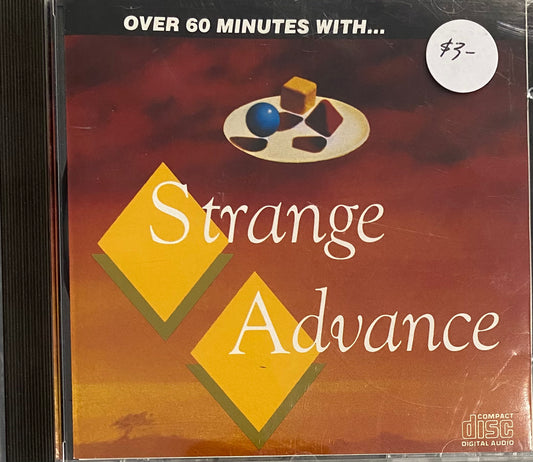 OVER 60 MINUTES WITH...
$3-
Strange
Advance
COMPACT
disc
DIGITAL AUDIO